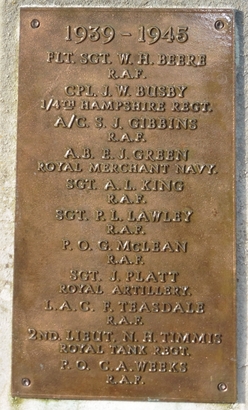 1939 - 1945
FLT. SGT. W. H. BEERE
R.A.F.
CPL. J. W. BUSBY
1/4TH HAMPSHIRE REGT.
A/C. S. J. GIBBINS
R.A.F.
A.B. E. J. GREEN
ROYAL MERCHANT NAVY.
SGT. A. L. KING
R.A.F.
SGT. P. L. LAWLEY
R.A.F.
P. O. G. McLEAN
R.A.F.
SGT. J. PLATT
ROYAL ARTILLERY.
L. A. C. F. TEASDALE
R.A.F.
2ND. LIEUT. N. H. TIMMIS
ROYAL TANK REGT.
P. O. C. A. WEEKS
R.A.F.